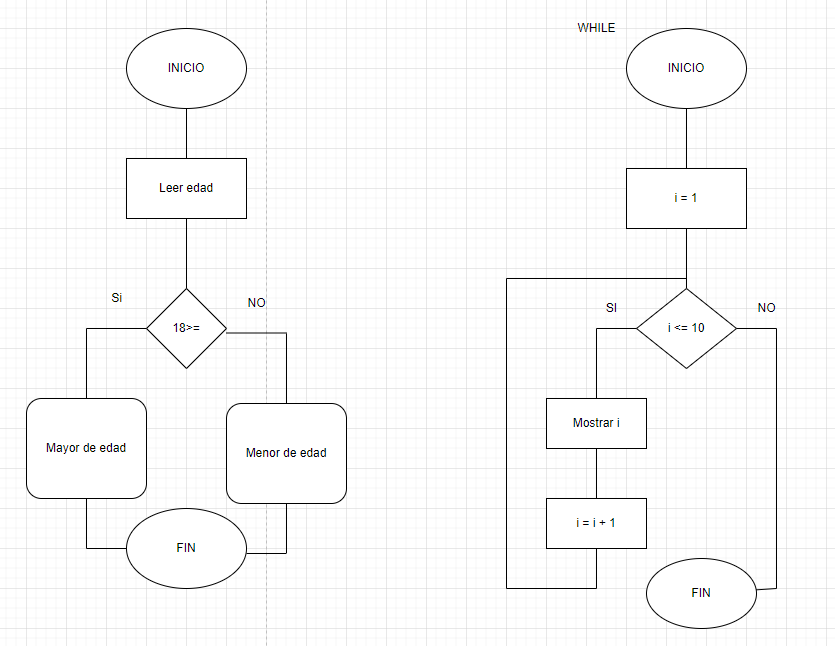 INICIO
Leer edad
Si
NO
18>=
Mayor de edad
Menor de edad
FIN
WHILE
INICIO
i = 1
SI
NO
i <= 10
Mostrar i
i = i + 1
FIN